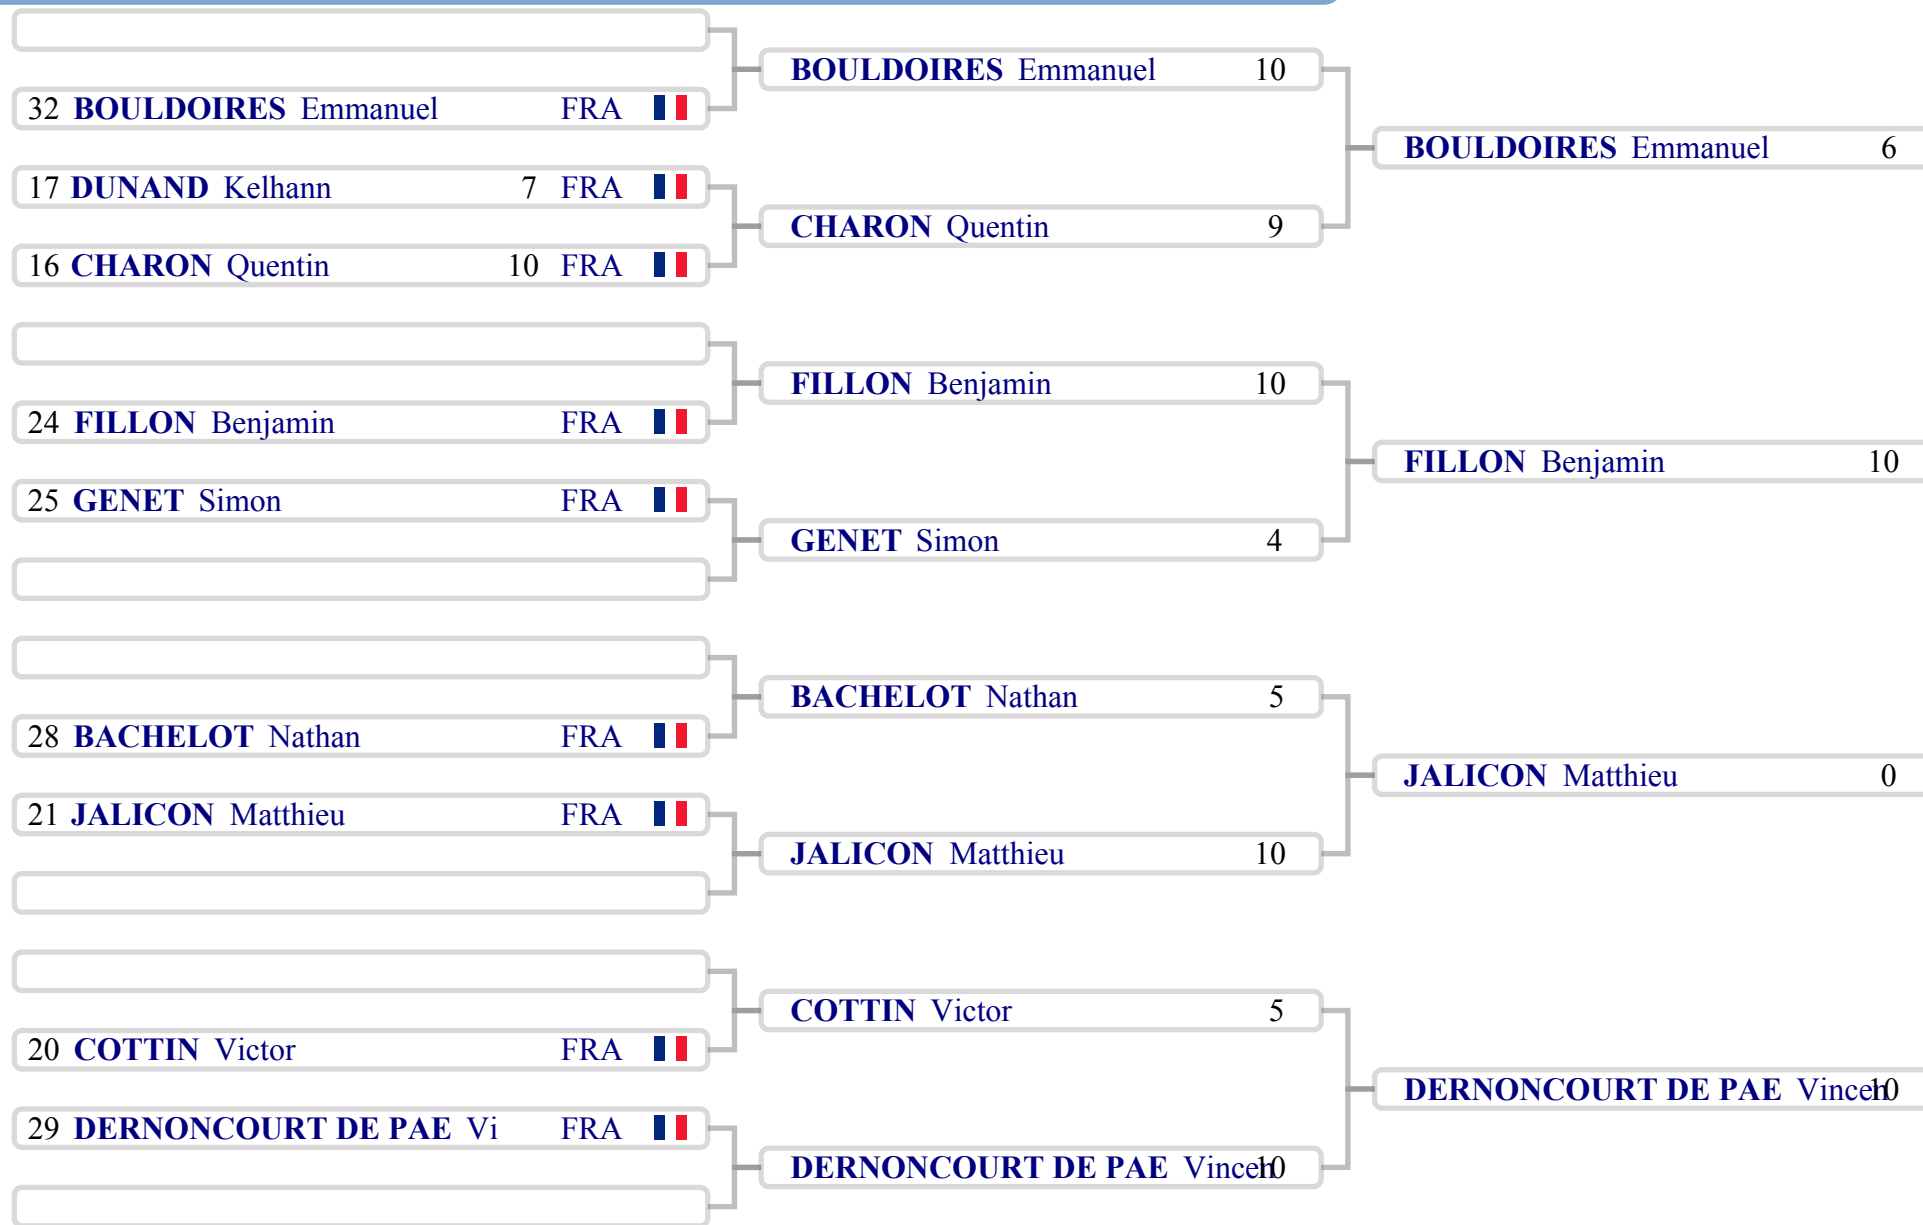 32 BOULDOIRES Emmanuel FRA
17 DUNAND Kelhann 7 FRA
16 CHARON Quentin 10 FRA
24 FILLON Benjamin FRA
25 GENET Simon FRA
28 BACHELOT Nathan FRA
21 JALICON Matthieu FRA
20 COTTIN Victor FRA
29 DERNONCOURT DE PAE Vi FRA
BOULDOIRES Emmanuel 10
CHARON Quentin 9
FILLON Benjamin 10
GENET Simon 4
BACHELOT Nathan 5
JALICON Matthieu 10
COTTIN Victor 5
DERNONCOURT DE PAE Vincen 10
BOULDOIRES Emmanuel 6
FILLON Benjamin 10
JALICON Matthieu 0
DERNONCOURT DE PAE Vincen 10